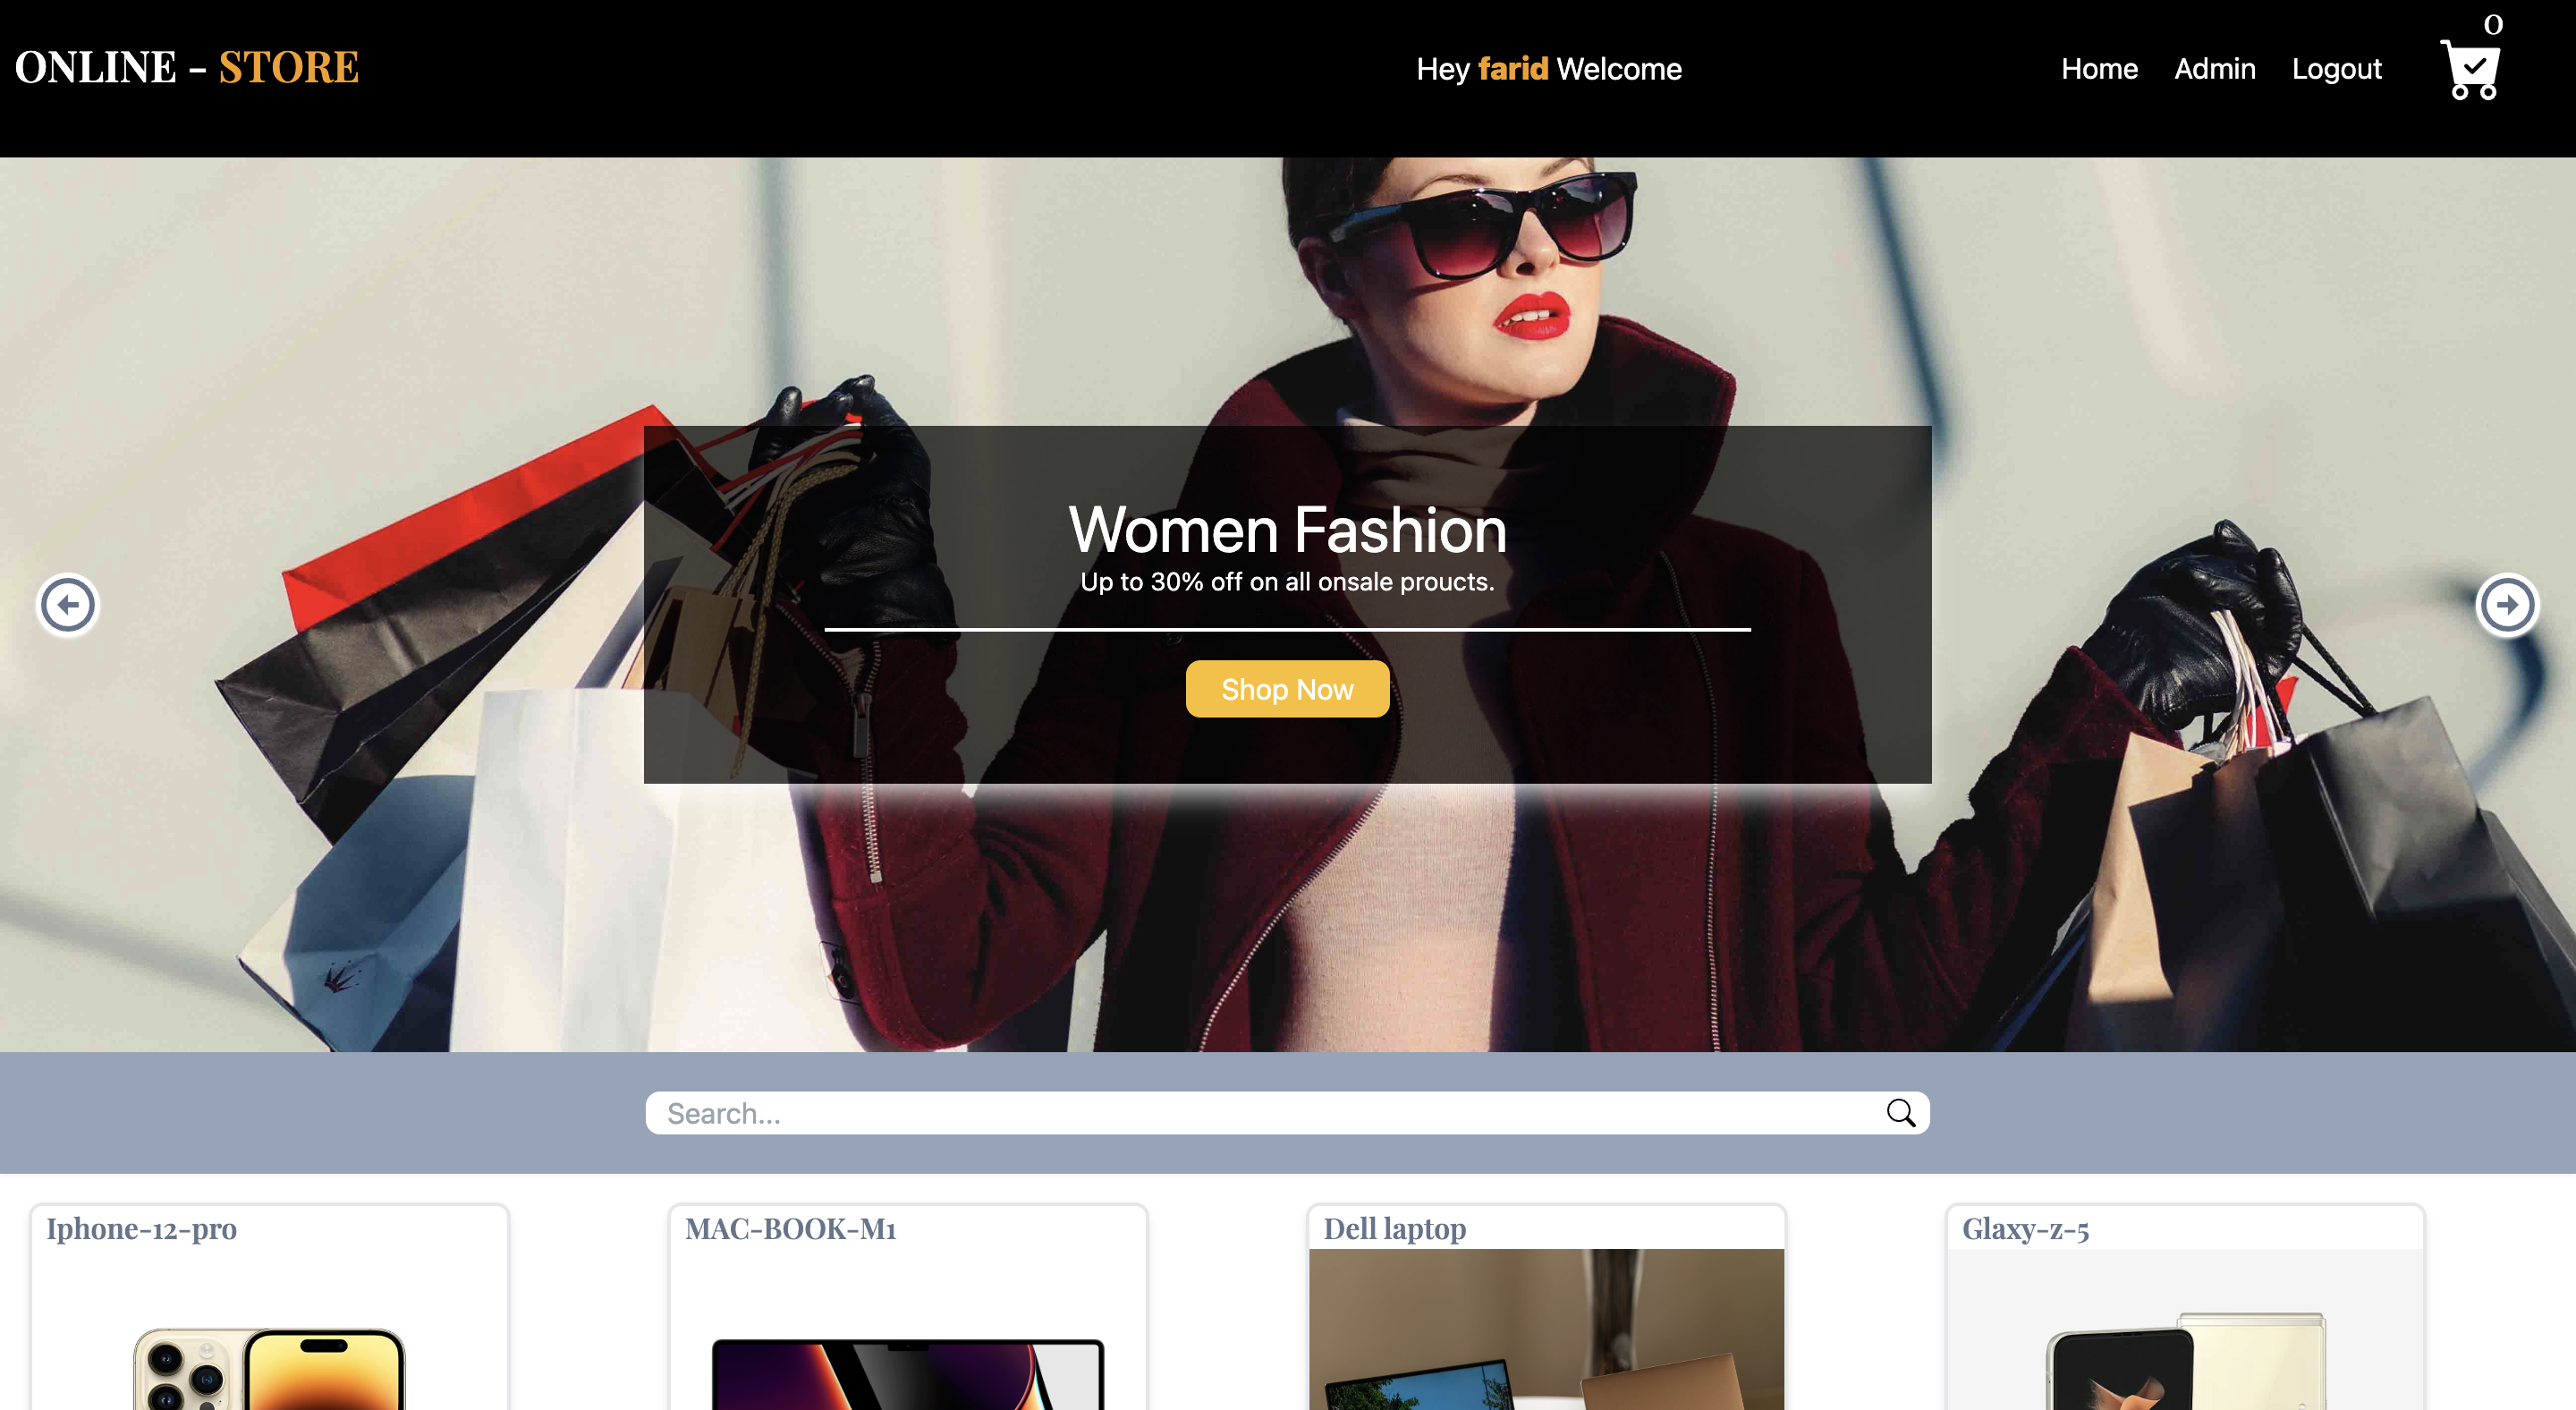 ONLINE - STORE
Hey farid Welcome
Home Admin Logout
0
Women Fashion
Up to 30% off on all onsale proucts.
Shop Now
Search...
Iphone-12-pro
MAC-BOOK-M1
Dell laptop
Glaxy-z-5